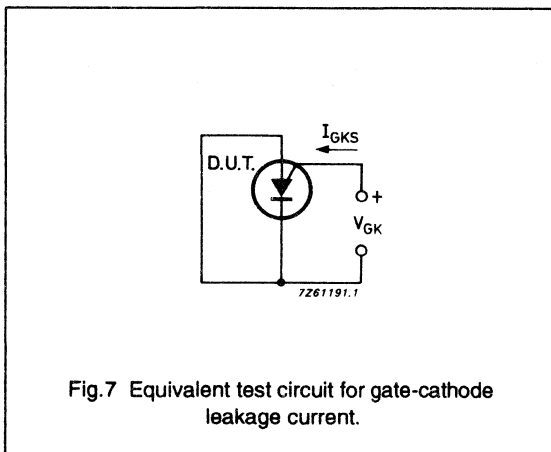 I_GKS
D.U.T.
+
V_GK
7Z61191.1
Fig.7 Equivalent test circuit for gate-cathode
leakage current.